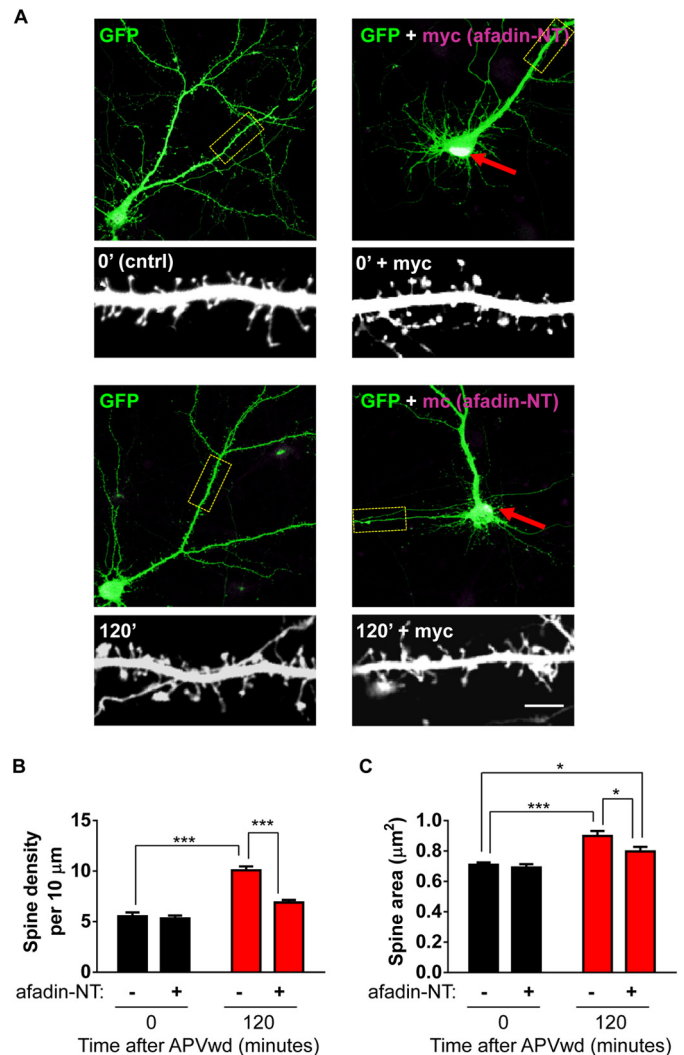 A
GFP
GFP + myc (afadin-NT)
0' (cntrl)
0' + myc
GFP
GFP + mc (afadin-NT)
120'
120' + myc
B
C
Spine density
per 10 μm
15
10
5
0
***
***
afadin-NT: - + - +
0 120
Time after APVwd (minutes)
Spine area (μm²)
1.0
0.8
0.6
0.4
0.2
0.0
*
***
*
afadin-NT: - + - +
0 120
Time after APVwd (minutes)